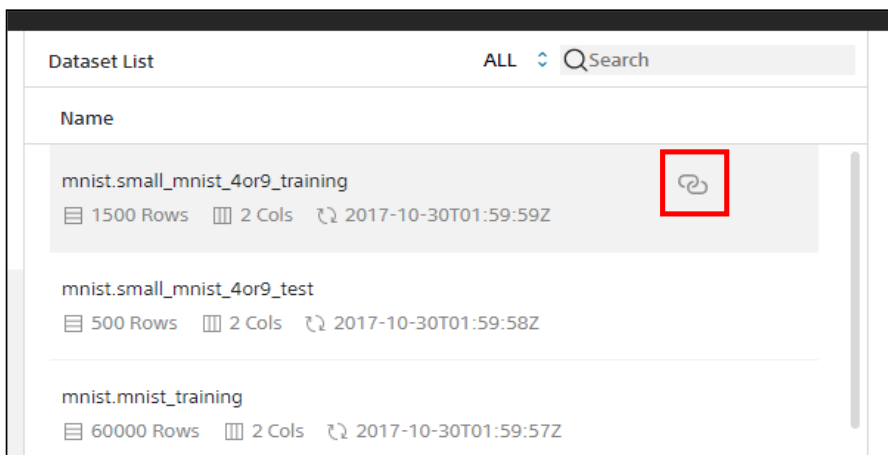 Dataset List ALL Search
Name
mnist.small_mnist_4or9_training
1500 Rows 2 Cols 2017-10-30T01:59:59Z
mnist.small_mnist_4or9_test
500 Rows 2 Cols 2017-10-30T01:59:58Z
mnist.mnist_training
60000 Rows 2 Cols 2017-10-30T01:59:57Z